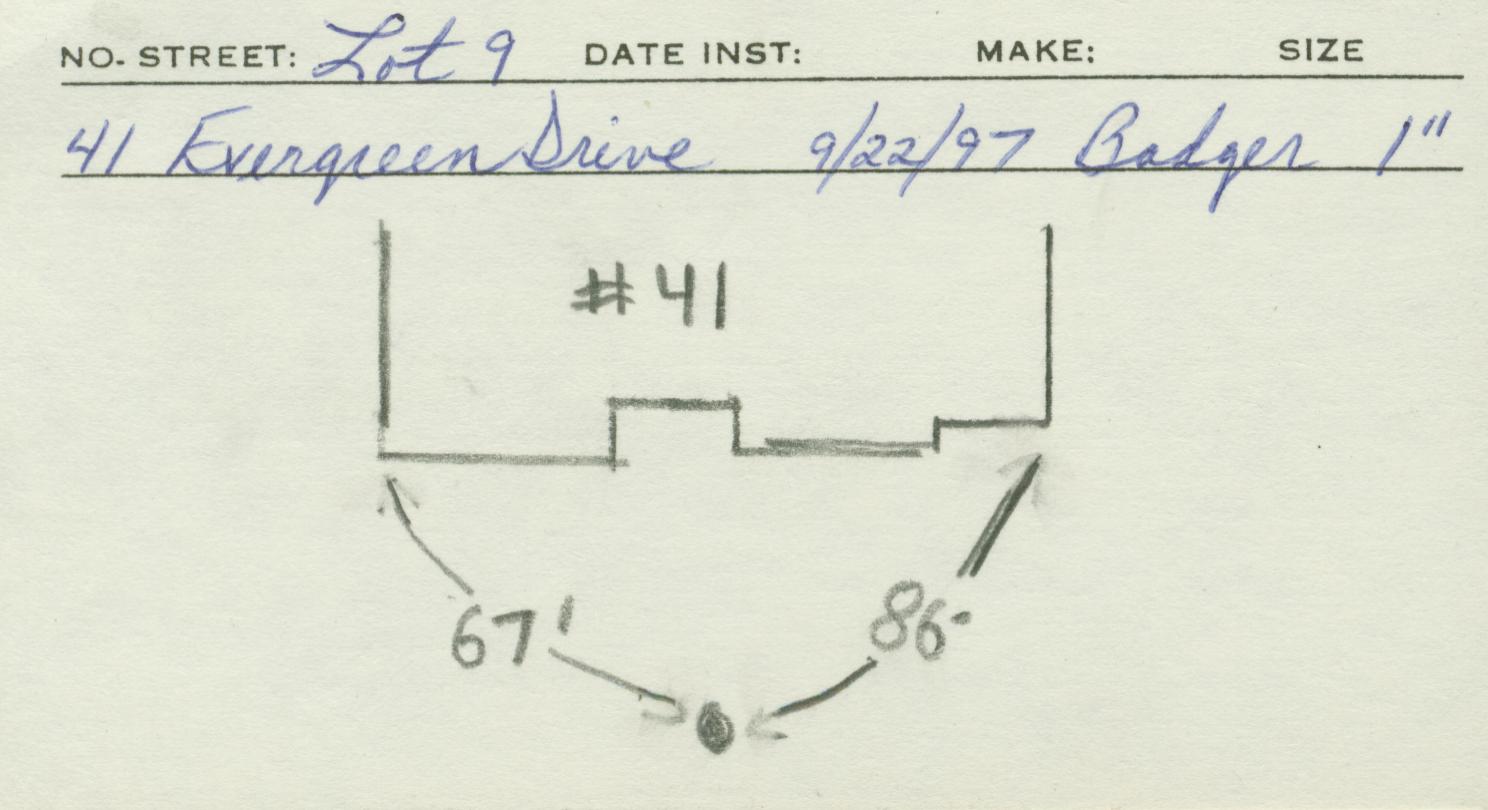 NO. STREET: Lot 9 DATE INST: MAKE: SIZE
41 Evergreen Drive 9/22/97 Badger 1"
#41
67' 86'